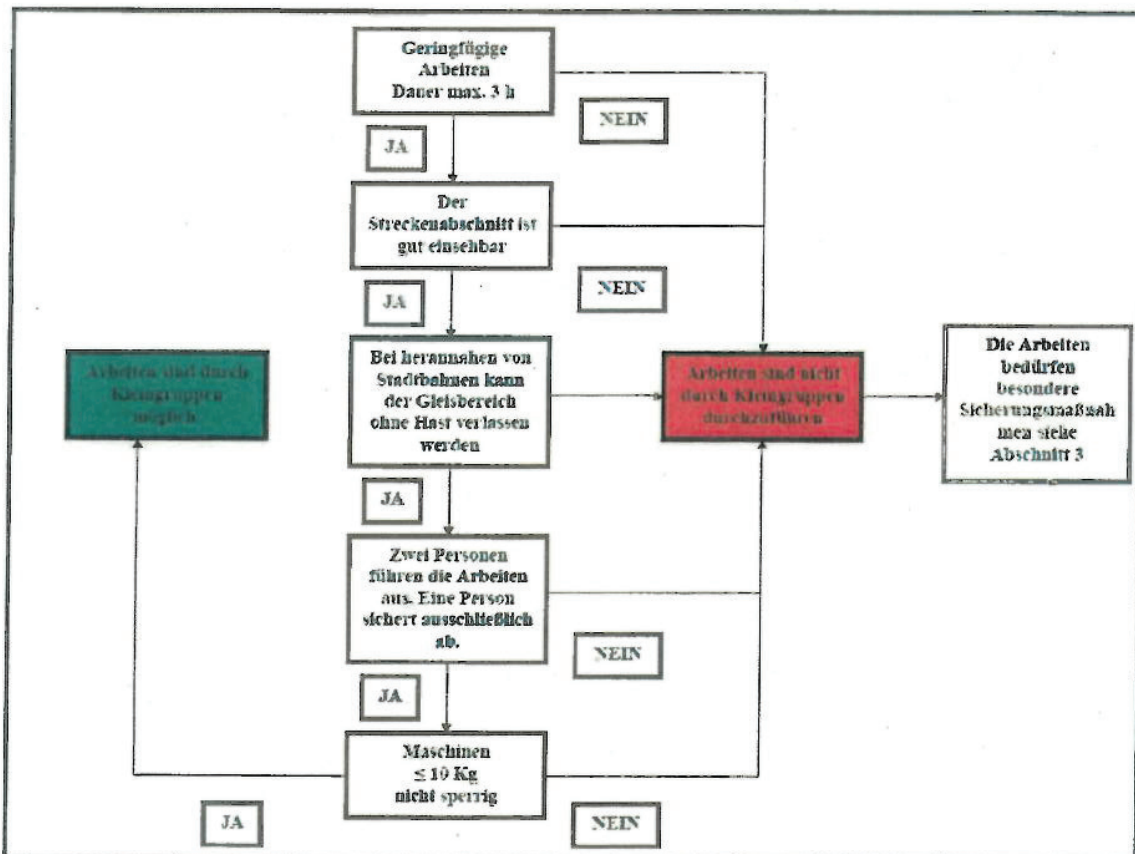 Geringfügige
Arbeiten
Dauer max. 3 h
NEIN
JA
Der
Streckenabschnitt ist
gut einsehbar
NEIN
JA
Bei herannahen von
Stadtbahnen kann
der Gleisbereich
ohne Hast verlassen
werden
Arbeiten sind durch
Kleingruppen
möglich
Arbeiten sind nicht
durch Kleingruppen
durchzuführen
Die Arbeiten
bedürfen
besondere
Sicherungsmaßnah
men siehe
Abschnitt 3
JA
Zwei Personen
führen die Arbeiten
aus. Eine Person
sichert ausschließlich
ab.
NEIN
JA
Maschinen
≤ 10 Kg
nicht sperrig
JA
NEIN